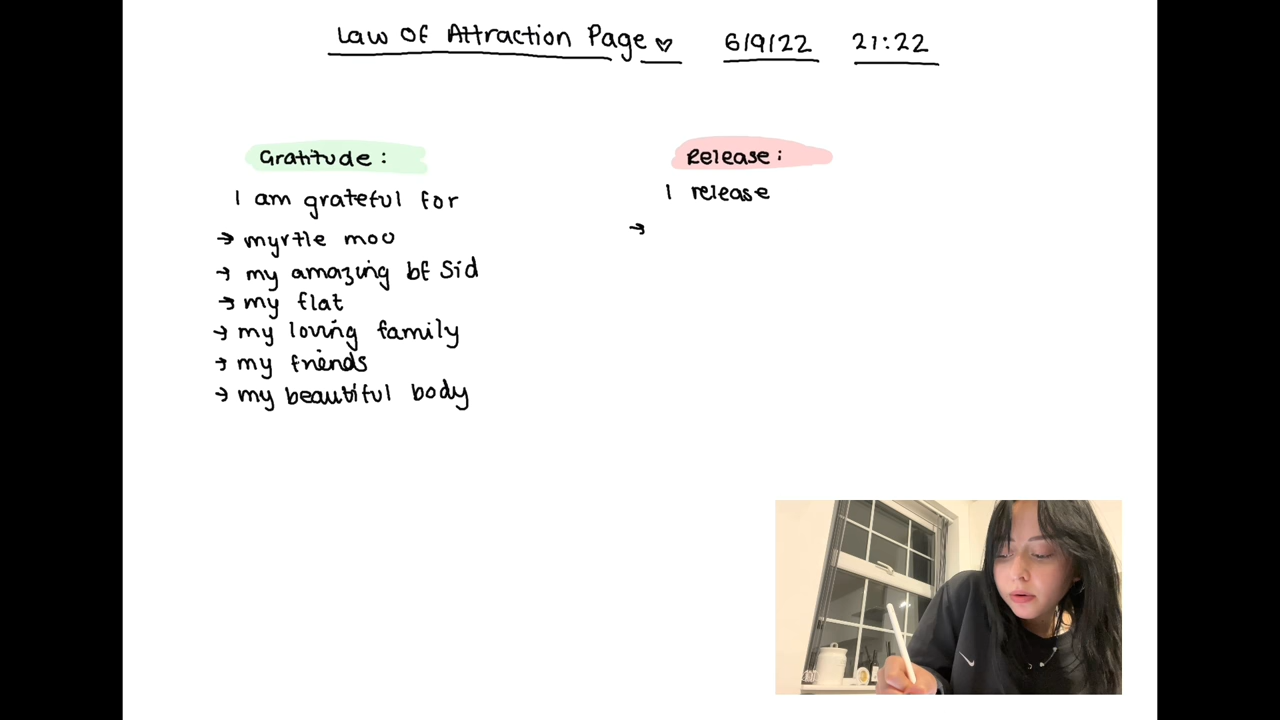 Law Of Attraction Page ♡ 6/9/22 21:22
Gratitude:
I am grateful for
→ myrtle moo
→ my amazing bf Sid
→ my flat
→ my loving family
→ my friends
→ my beautiful body
Release:
I release
→